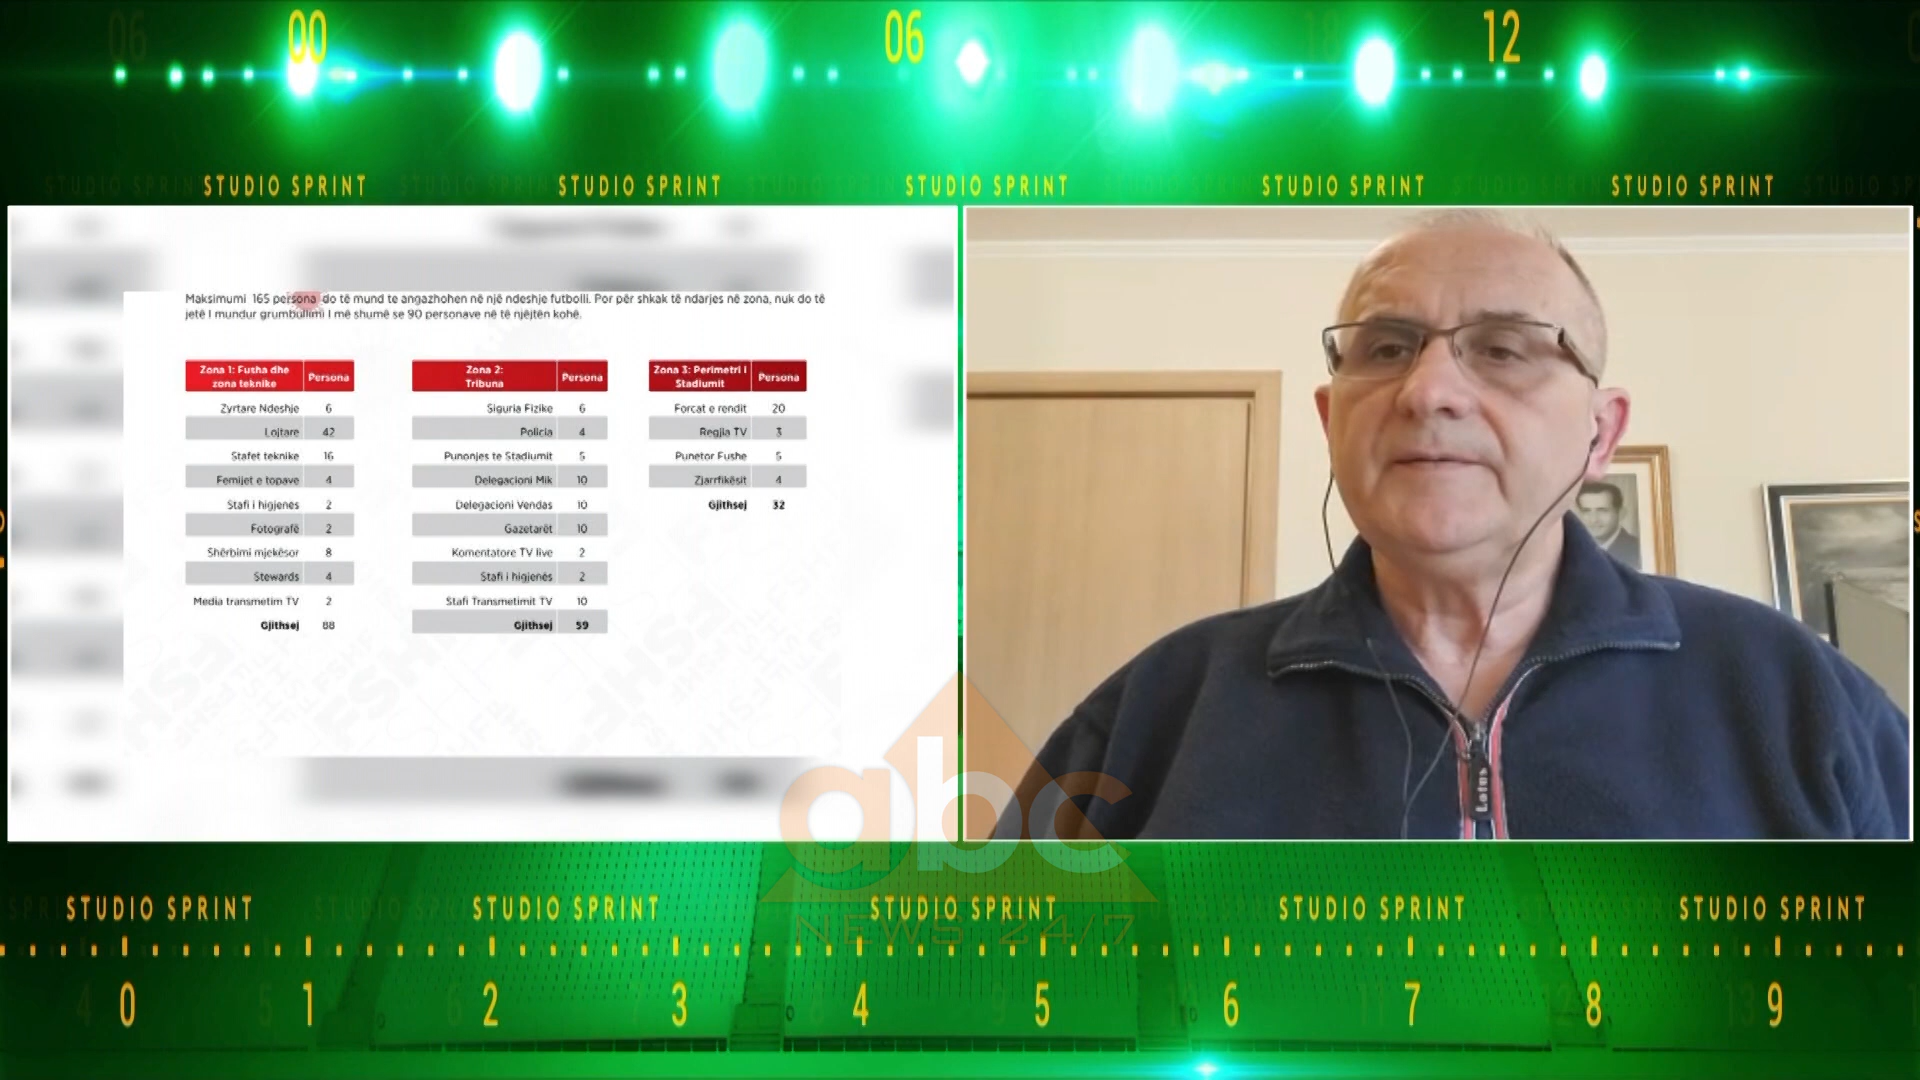 06 00 06 18 12
STUDIO SPRINT STUDIO SPRINT STUDIO SPRINT STUDIO SPRINT STUDIO SPRINT
Maksimumi 165 persona do të mund te angazhohen në një ndeshje futbolli. Por për shkak të ndarjes në zona, nuk do të
jetë I mundur grumbullimi I më shumë se 90 personave në të njëjtën kohë.
Zona 1: Fusha dhe
zona teknike Persona
Zyrtare Ndeshje 6
Lojtare 42
Stafet teknike 16
Femijet e topave 4
Stafi i higjenes 2
Fotografë 2
Shërbimi mjekësor 8
Stewards 4
Media transmetim TV 2
Gjithsej 88
Zona 2:
Tribuna Persona
Siguria Fizike 6
Policia 4
Punonjes te Stadiumit 5
Delegacioni Mik 10
Delegacioni Vendas 10
Gazetarët 10
Komentatore TV live 2
Stafi i higjenës 2
Stafi Transmetimit TV 10
Gjithsej 59
Zona 3: Perimetri i
Stadiumit Persona
Forcat e rendit 20
Regjia TV 3
Punetor Fushe 5
Zjarrfikësit 4
Gjithsej 32
Lotus
abc
NEWS 24/7
STUDIO SPRINT STUDIO SPRINT STUDIO SPRINT STUDIO SPRINT STUDIO SPRINT
0 1 2 3 4 5 6 7 8 9